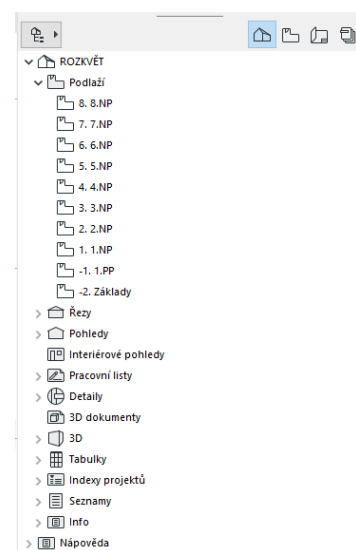 ROZKVĚT
Podlaží
8. 8.NP
7. 7.NP
6. 6.NP
5. 5.NP
4. 4.NP
3. 3.NP
2. 2.NP
1. 1.NP
-1. 1.PP
-2. Základy
Řezy
Pohledy
Interiérové pohledy
Pracovní listy
Detaily
3D dokumenty
3D
Tabulky
Indexy projektů
Seznamy
Info
Nápověda